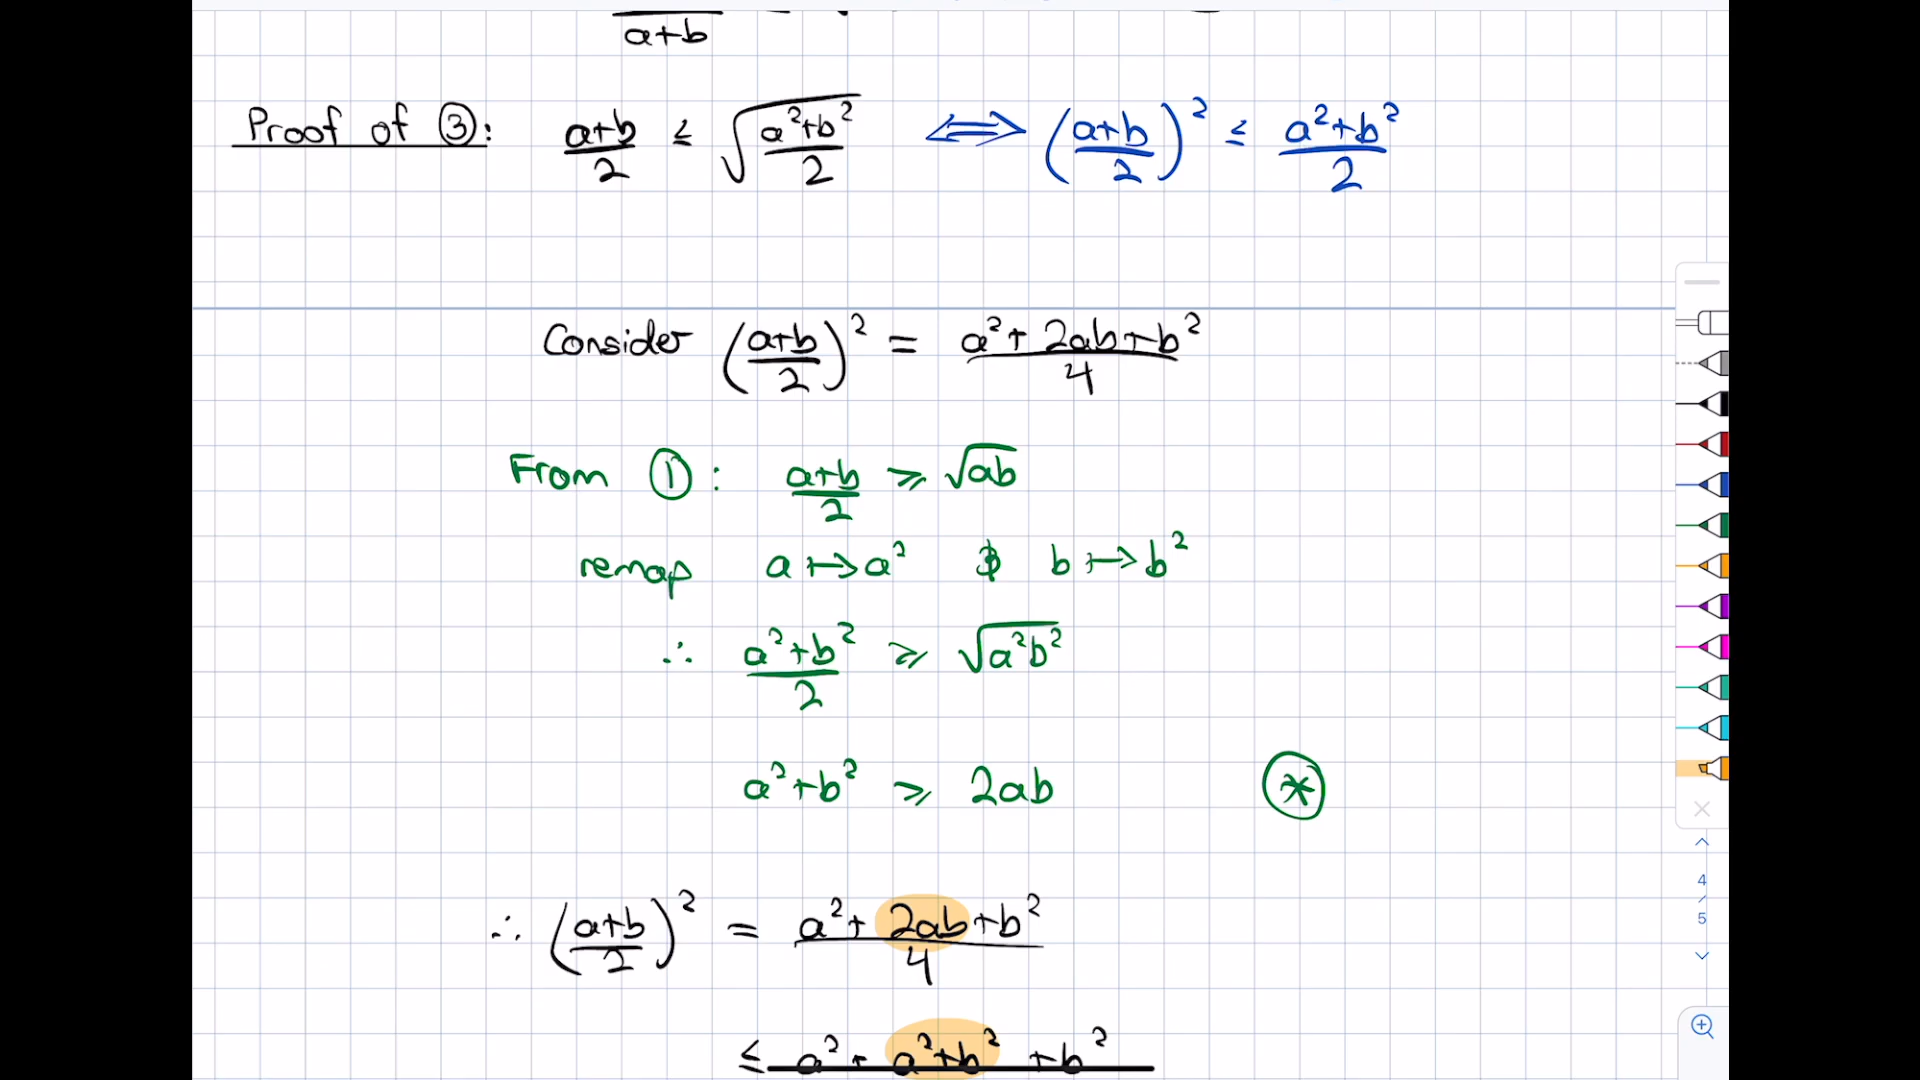 a+b
Proof of ③: a+b/2 ≤ √(a²+b²/2) ⟺ (a+b/2)² ≤ a²+b²/2
Consider (a+b/2)² = a²+2ab+b²/4
From ①: a+b/2 ≥ √ab
remap a ↦ a² & b ↦ b²
∴ a²+b²/2 ≥ √a²b²
a²+b² ≥ 2ab ⊛
∴ (a+b/2)² = a²+2ab+b²/4
≤ a²+a²+b²+b²
4
5